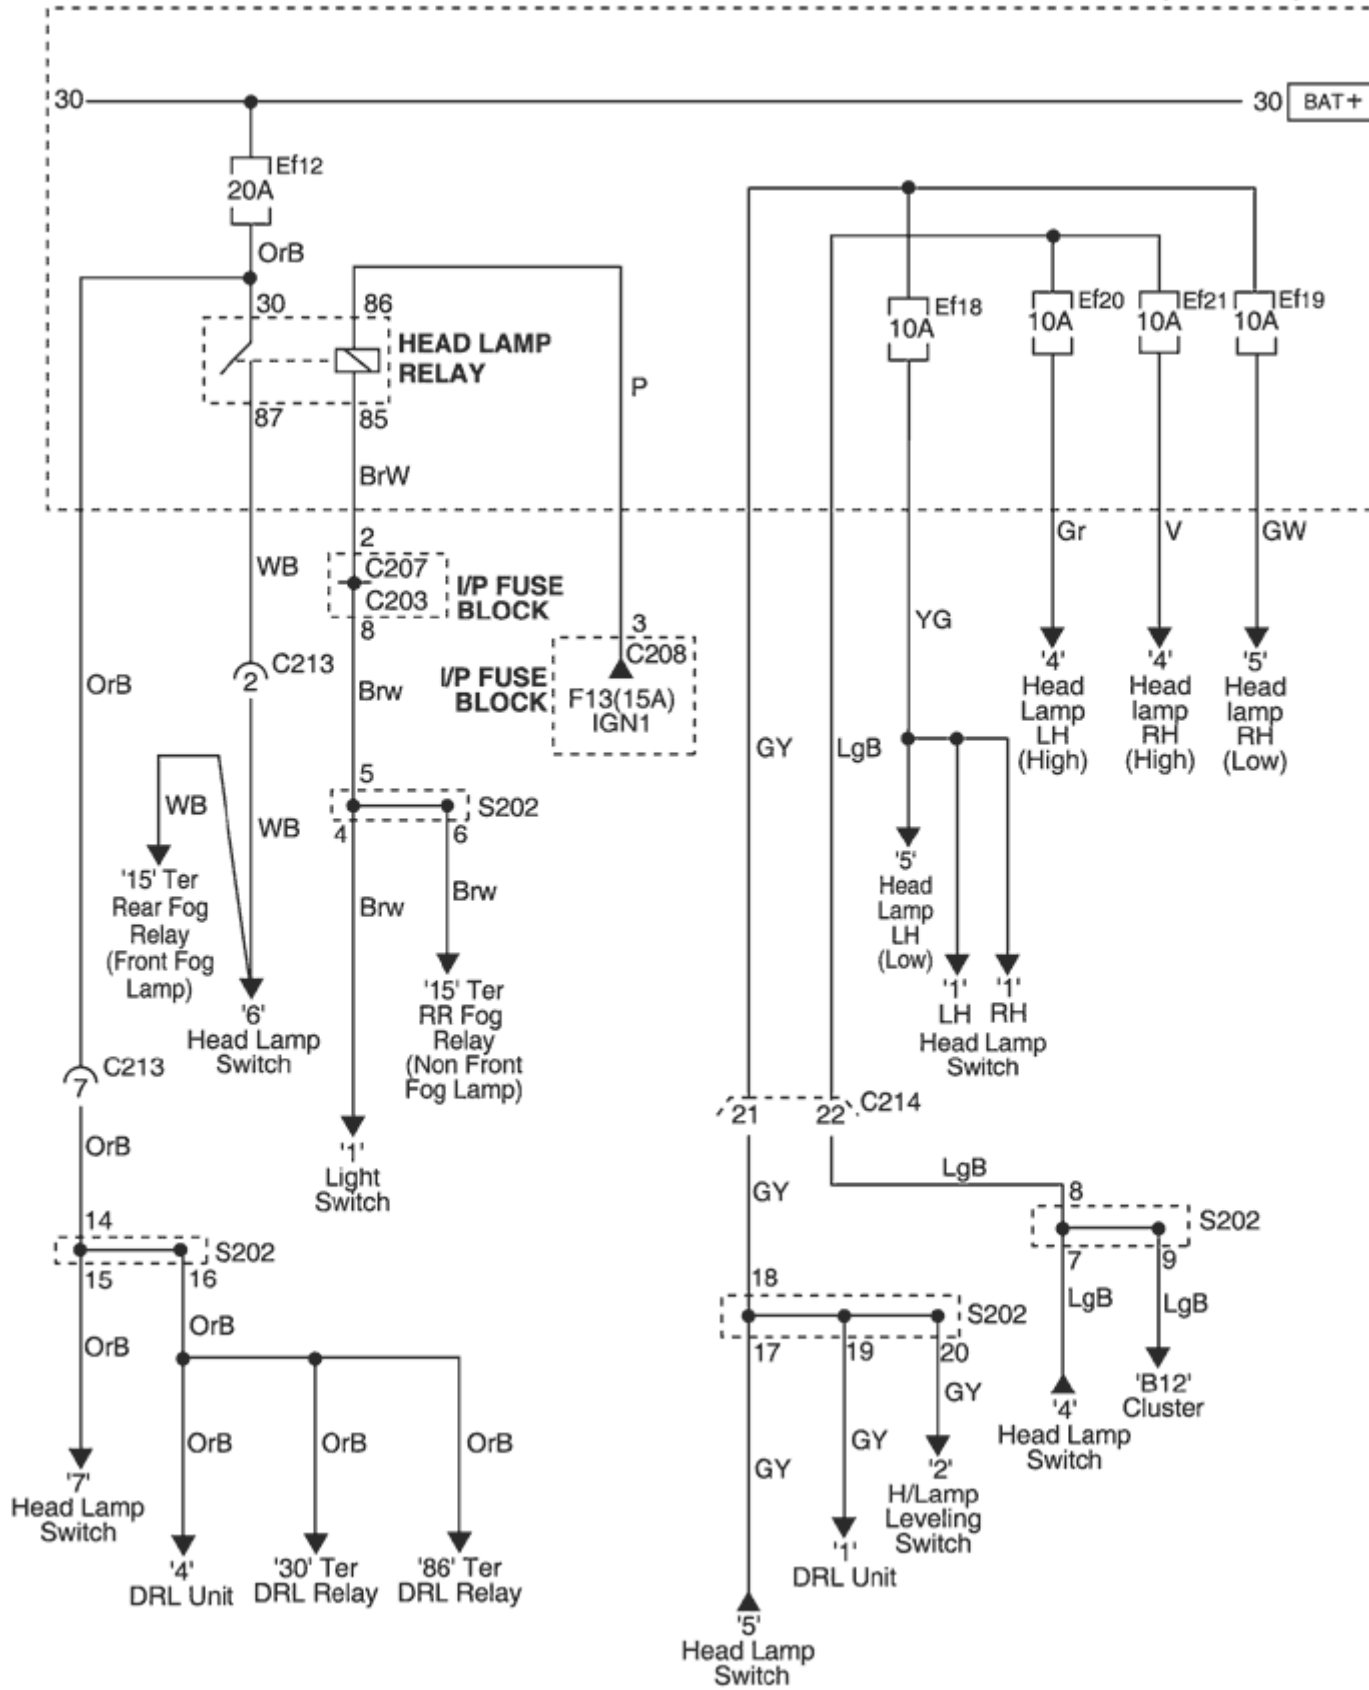 30
30
BAT+
Ef12
20A
OrB
30
86
HEAD LAMP
RELAY
87
85
BrW
P
Ef18
10A
Ef20
10A
Ef21
10A
Ef19
10A
WB
2
C207
C203
I/P FUSE
BLOCK
8
3
C208
I/P FUSE
BLOCK
F13(15A)
IGN1
Gr
V
GW
YG
'4'
Head
Lamp
LH
(High)
'4'
Head
lamp
RH
(High)
'5'
Head
lamp
RH
(Low)
OrB
C213
2
Brw
GY
LgB
WB
WB
5
S202
4
6
'15' Ter
Rear Fog
Relay
(Front Fog
Lamp)
Brw
Brw
'5'
Head
Lamp
LH
(Low)
'6'
Head Lamp
Switch
'15' Ter
RR Fog
Relay
(Non Front
Fog Lamp)
'1'
LH
'1'
RH
Head Lamp
Switch
C213
7
21
22
C214
OrB
'1'
Light
Switch
GY
LgB
14
S202
15
16
8
S202
7
9
OrB
OrB
18
S202
17
19
20
LgB
LgB
GY
'B12'
Cluster
'4'
Head Lamp
Switch
OrB
OrB
OrB
GY
GY
'7'
Head Lamp
Switch
'2'
H/Lamp
Leveling
Switch
'4'
DRL Unit
'30' Ter
DRL Relay
'86' Ter
DRL Relay
'1'
DRL Unit
'5'
Head Lamp
Switch